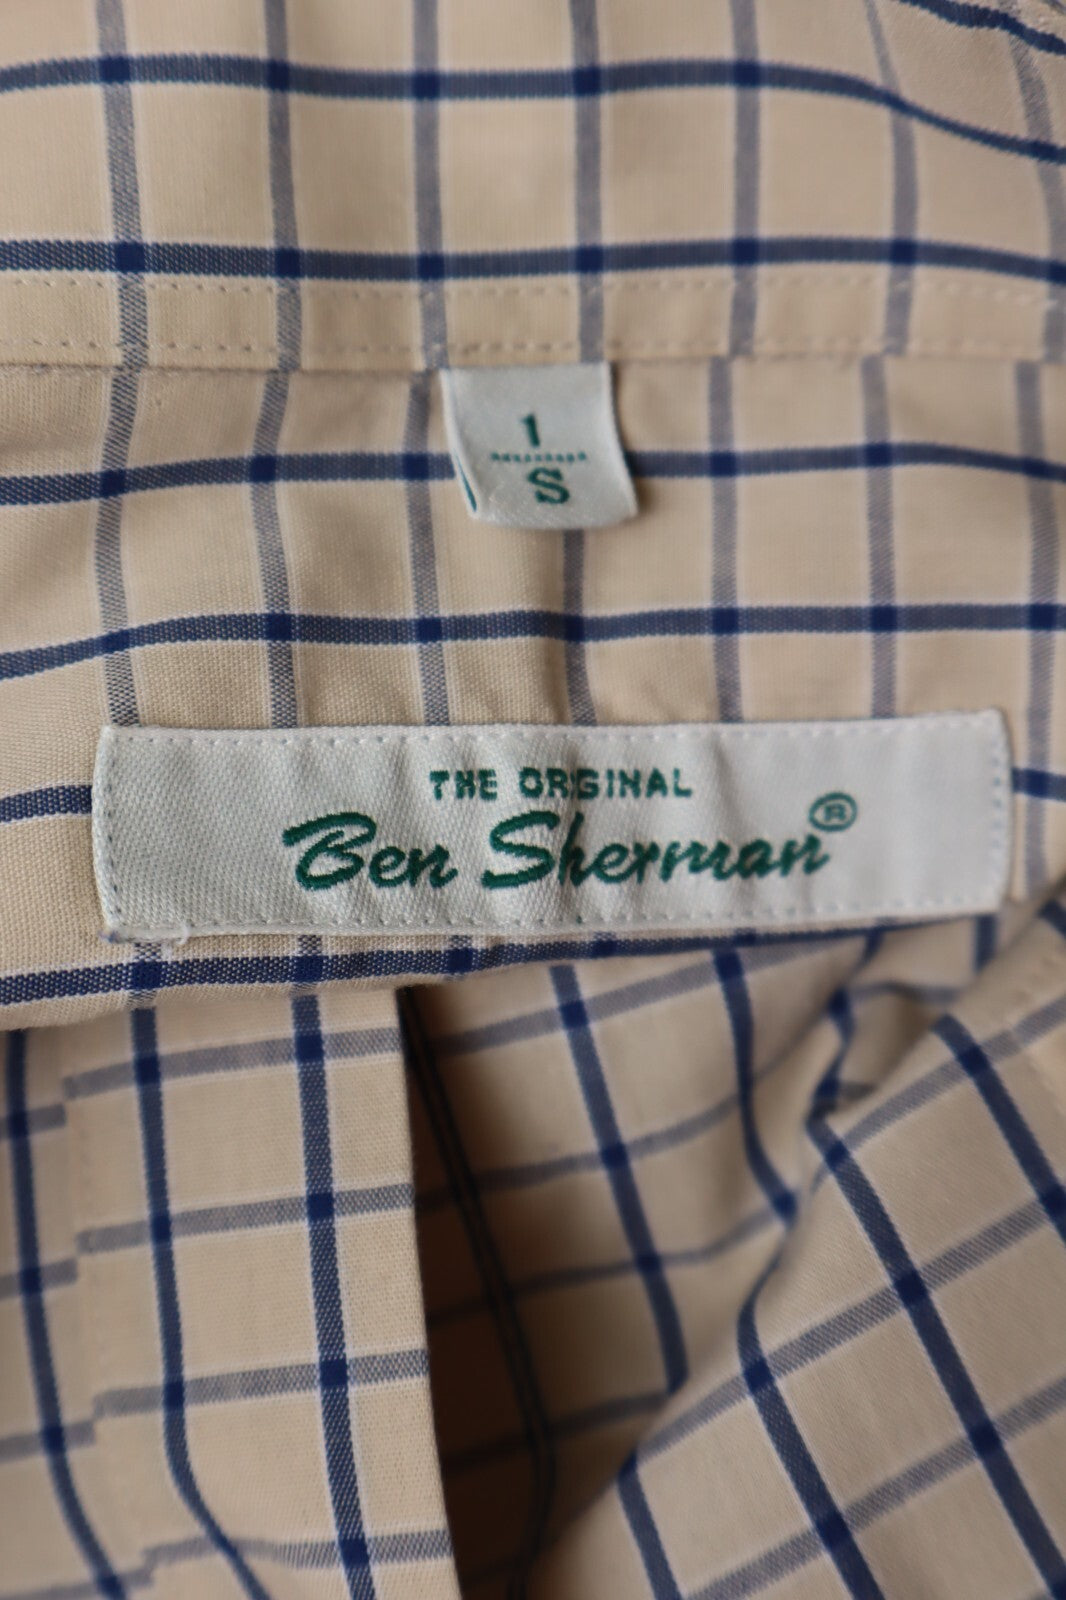 1
S
THE ORIGINAL
Ben Sherman®